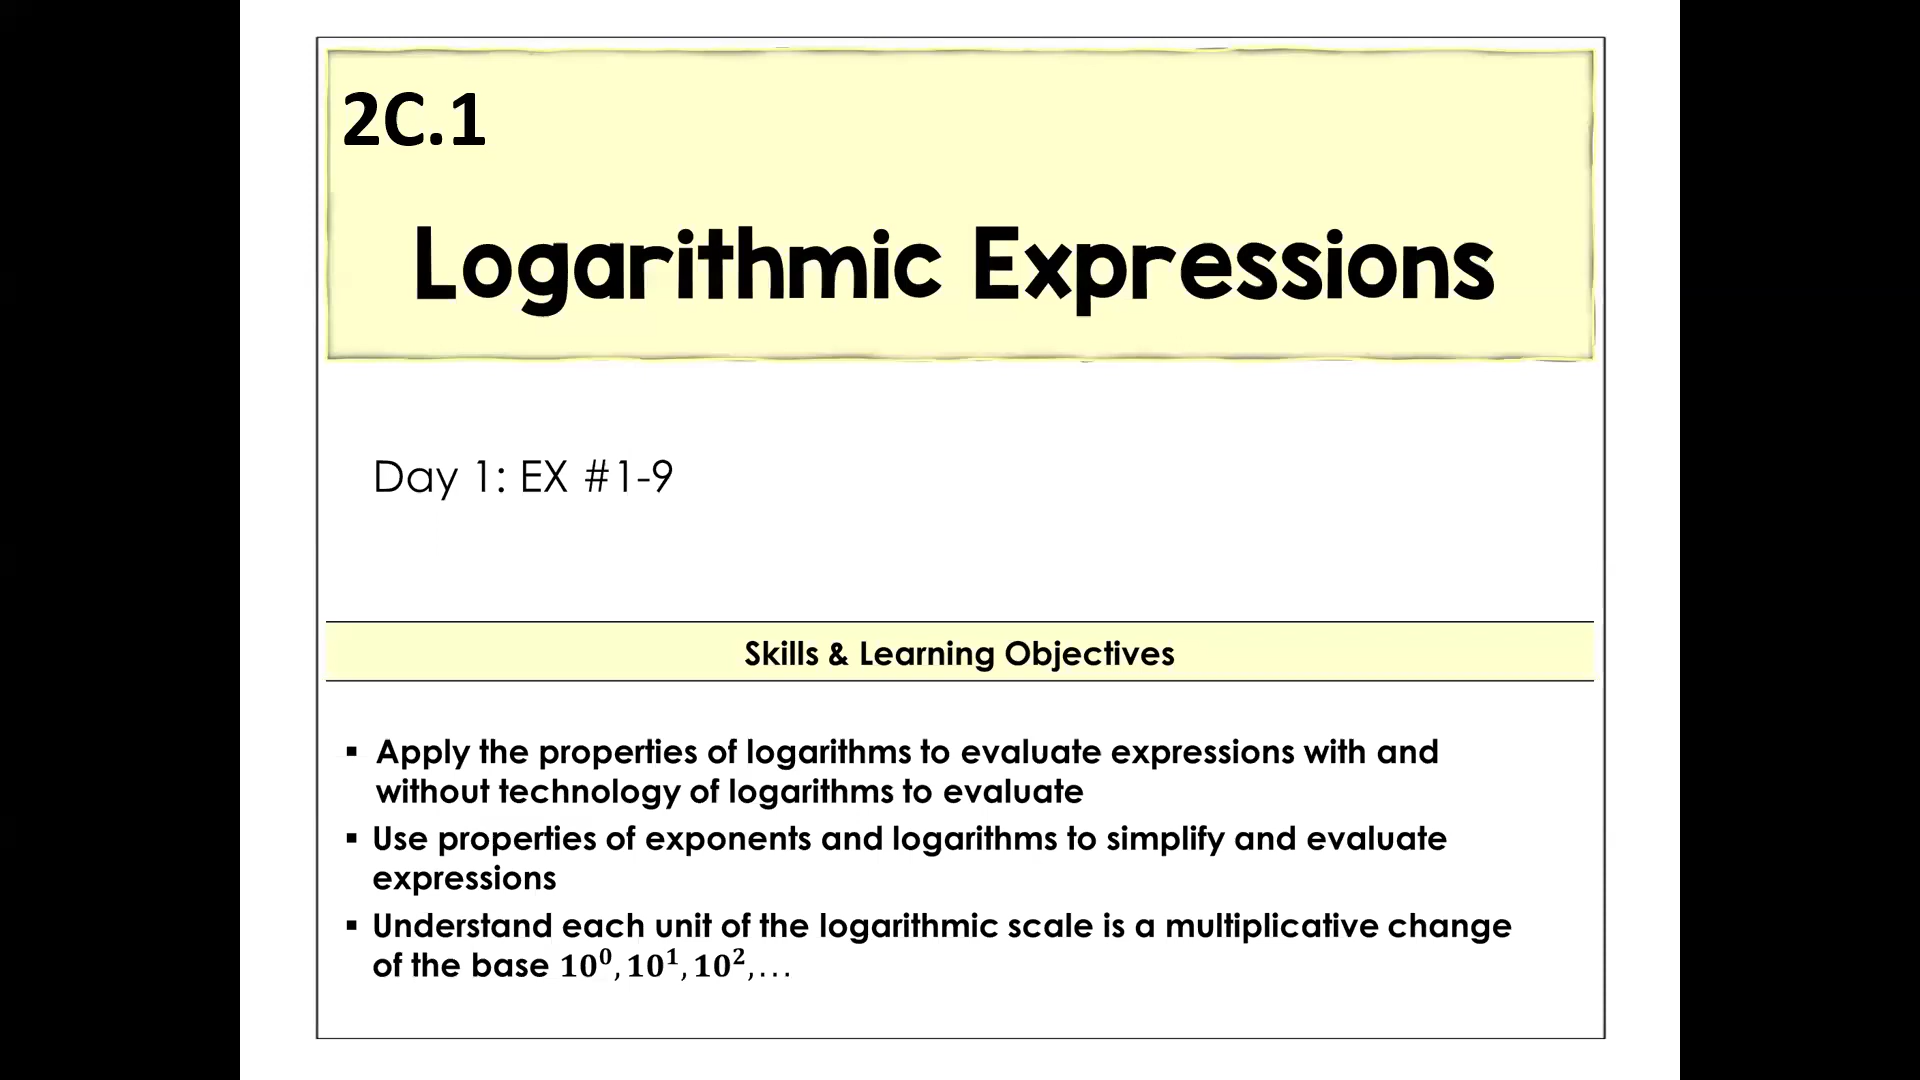 2C.1
Logarithmic Expressions
Day 1: EX #1-9
Skills & Learning Objectives
▪ Apply the properties of logarithms to evaluate expressions with and
without technology of logarithms to evaluate
▪ Use properties of exponents and logarithms to simplify and evaluate
expressions
▪ Understand each unit of the logarithmic scale is a multiplicative change
of the base 10⁰, 10¹, 10², …